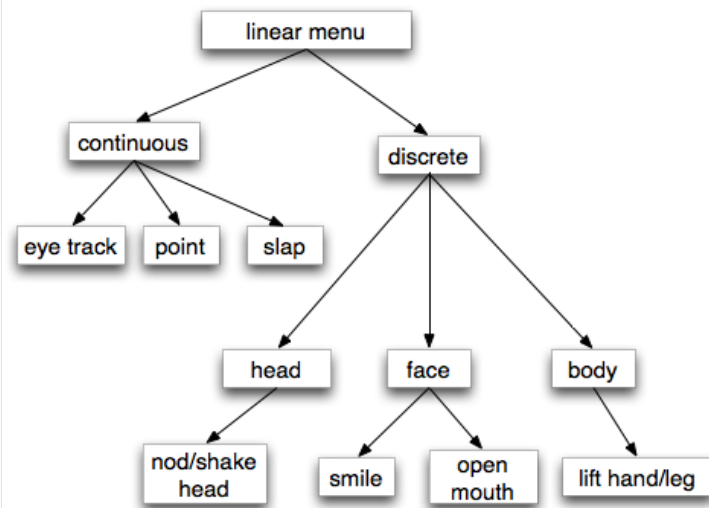 linear menu
continuous
discrete
eye track
point
slap
head
face
body
nod/shake
head
smile
open
mouth
lift hand/leg